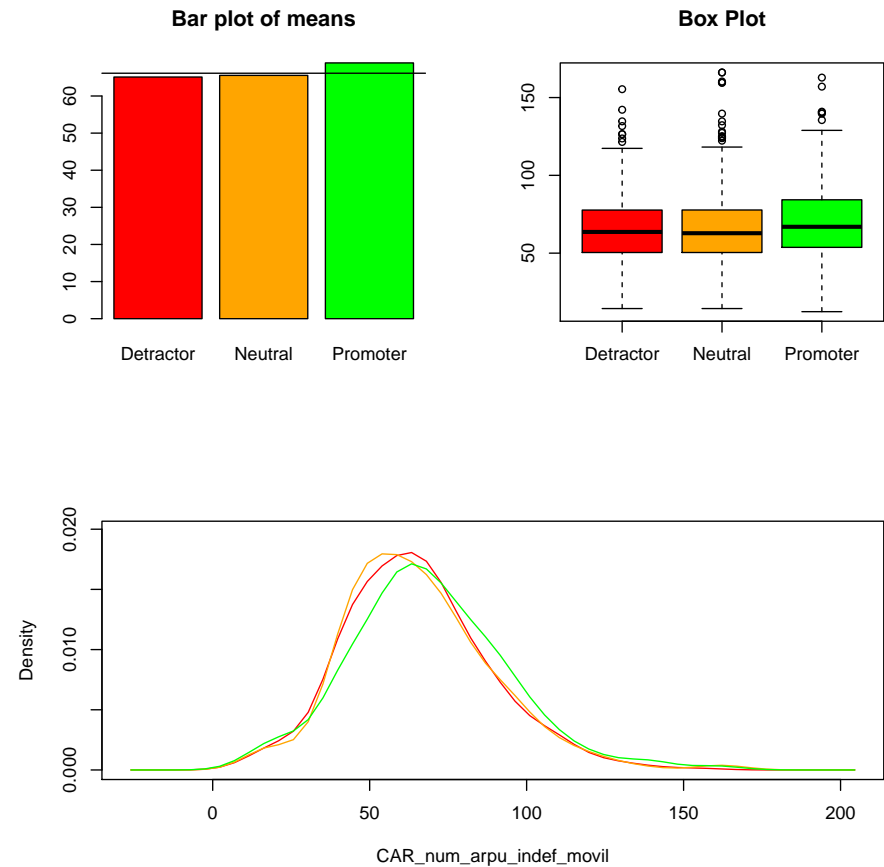 Bar plot of means
0 10 20 30 40 50 60
Detractor Neutral Promoter
Box Plot
50 100 150
Detractor Neutral Promoter
Density
0.000 0.010 0.020
0 50 100 150 200
CAR_num_arpu_indef_movil